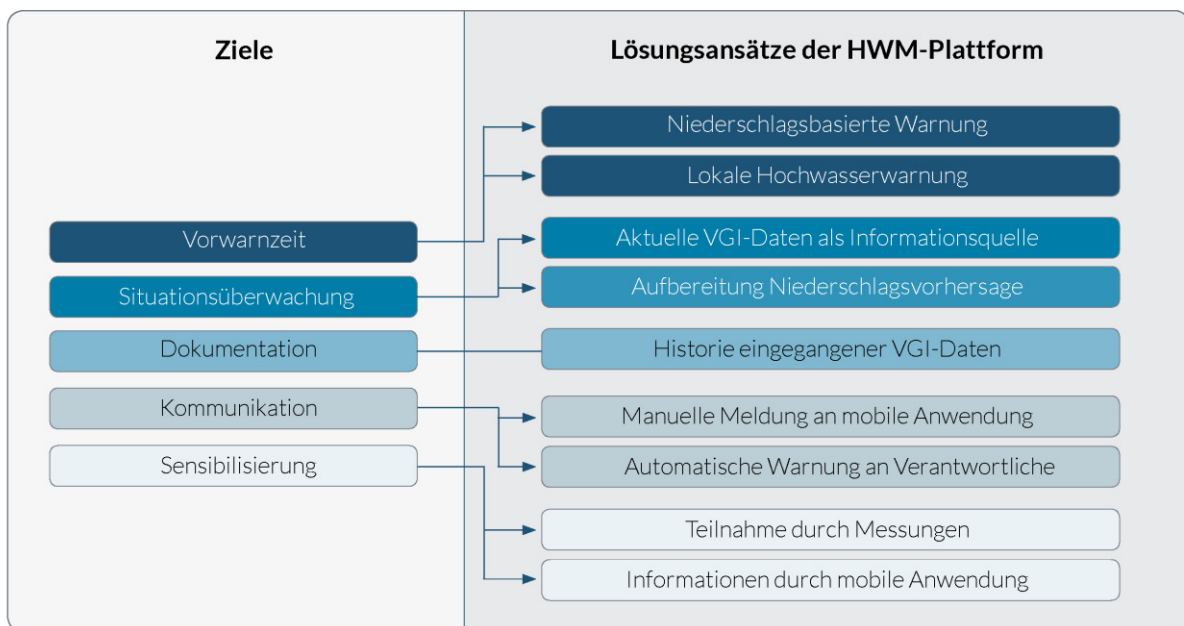 Ziele
Vorwarnzeit
Situationsüberwachung
Dokumentation
Kommunikation
Sensibilisierung
Lösungsansätze der HWM-Plattform
Niederschlagsbasierte Warnung
Lokale Hochwasserwarnung
Aktuelle VGI-Daten als Informationsquelle
Aufbereitung Niederschlagsvorhersage
Historie eingegangener VGI-Daten
Manuelle Meldung an mobile Anwendung
Automatische Warnung an Verantwortliche
Teilnahme durch Messungen
Informationen durch mobile Anwendung